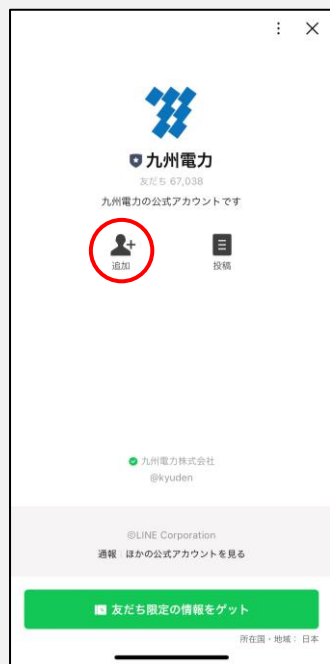 九州電力
友だち 67,038
九州電力の公式アカウントです
追加
投稿
九州電力株式会社
@kyuden
©LINE Corporation
通報 ほかの公式アカウントを見る
友だち限定の情報をゲット
所在国・地域： 日本